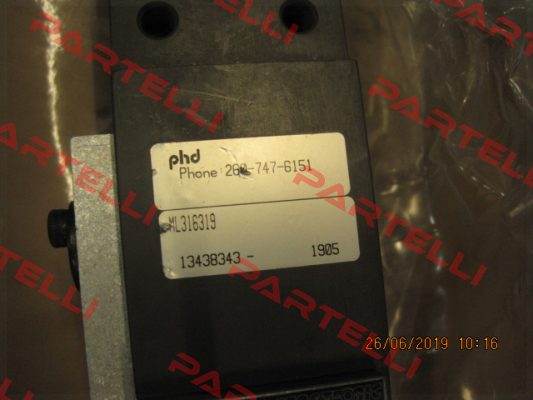 phd
Phone: 260-747-6151
ML316319
13438343 - 1905
26/06/2019 10:16
PARTELLI
PARTELLI
PARTELLI
PARTELLI
PARTELLI
PARTELLI